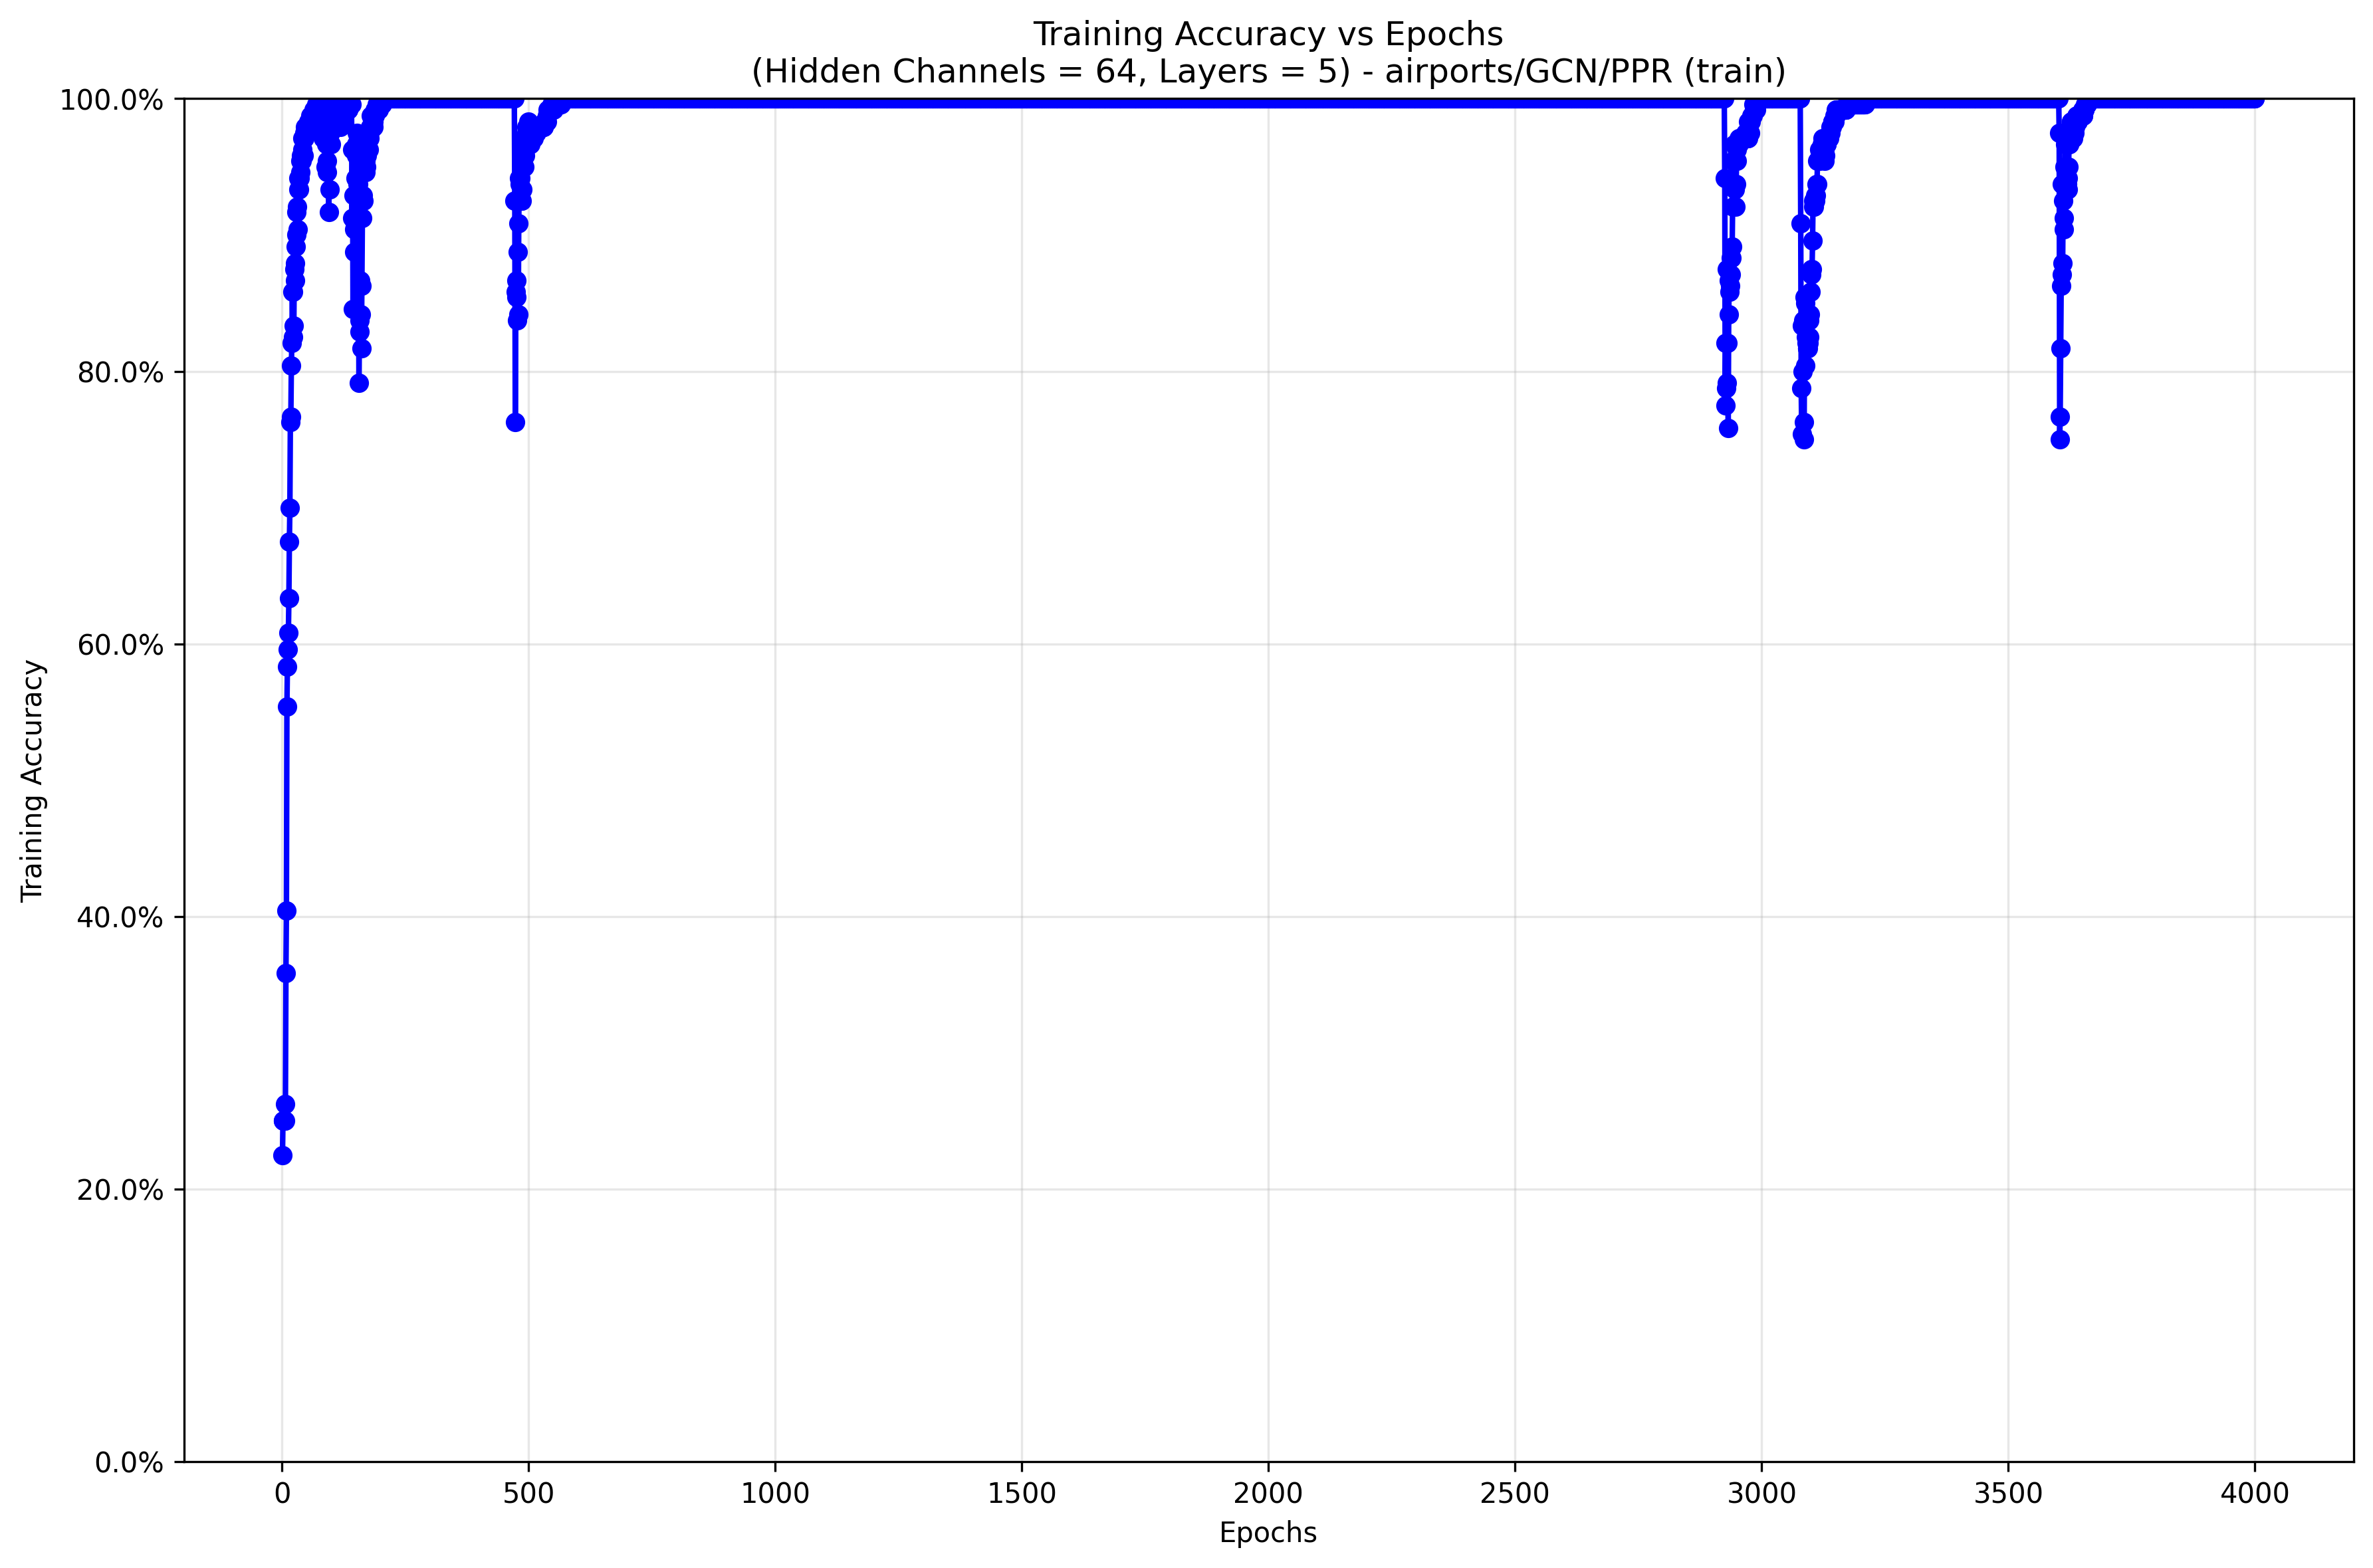 Training Accuracy vs Epochs
(Hidden Channels = 64, Layers = 5) - airports/GCN/PPR (train)
100.0%
80.0%
60.0%
40.0%
20.0%
0.0%
Training Accuracy
0 500 1000 1500 2000 2500 3000 3500 4000
Epochs